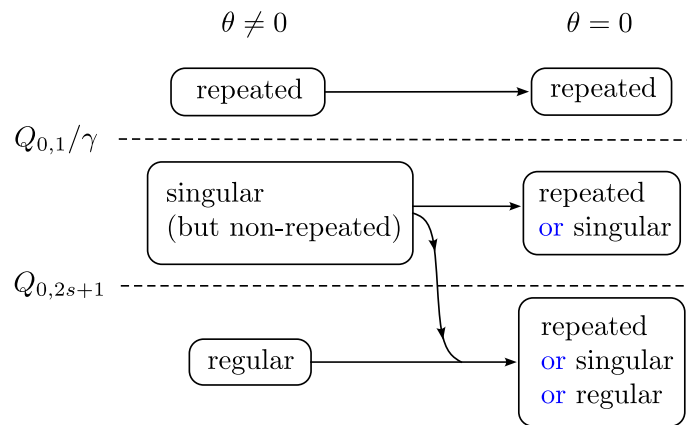 θ ≠ 0 θ = 0
repeated repeated
Q_{0,1}/γ
singular
(but non-repeated)
repeated
or singular
Q_{0,2s+1}
regular
repeated
or singular
or regular